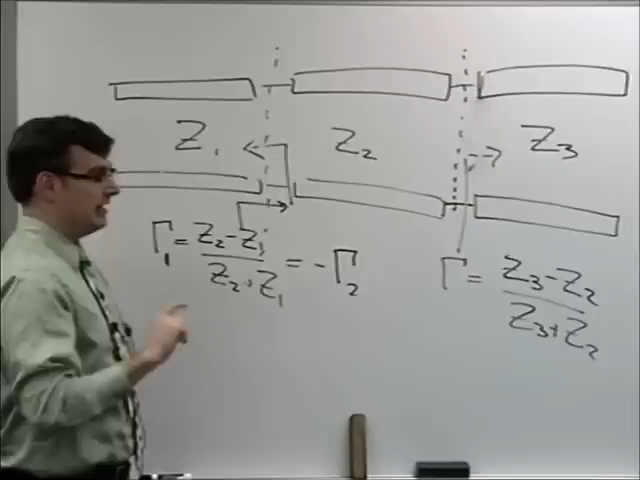 Z₁ Z₂ Z₃
Γ₁ = (Z₂ - Z₁) / (Z₂ + Z₁) = -Γ₂
Γ = (Z₃ - Z₂) / (Z₃ + Z₂)